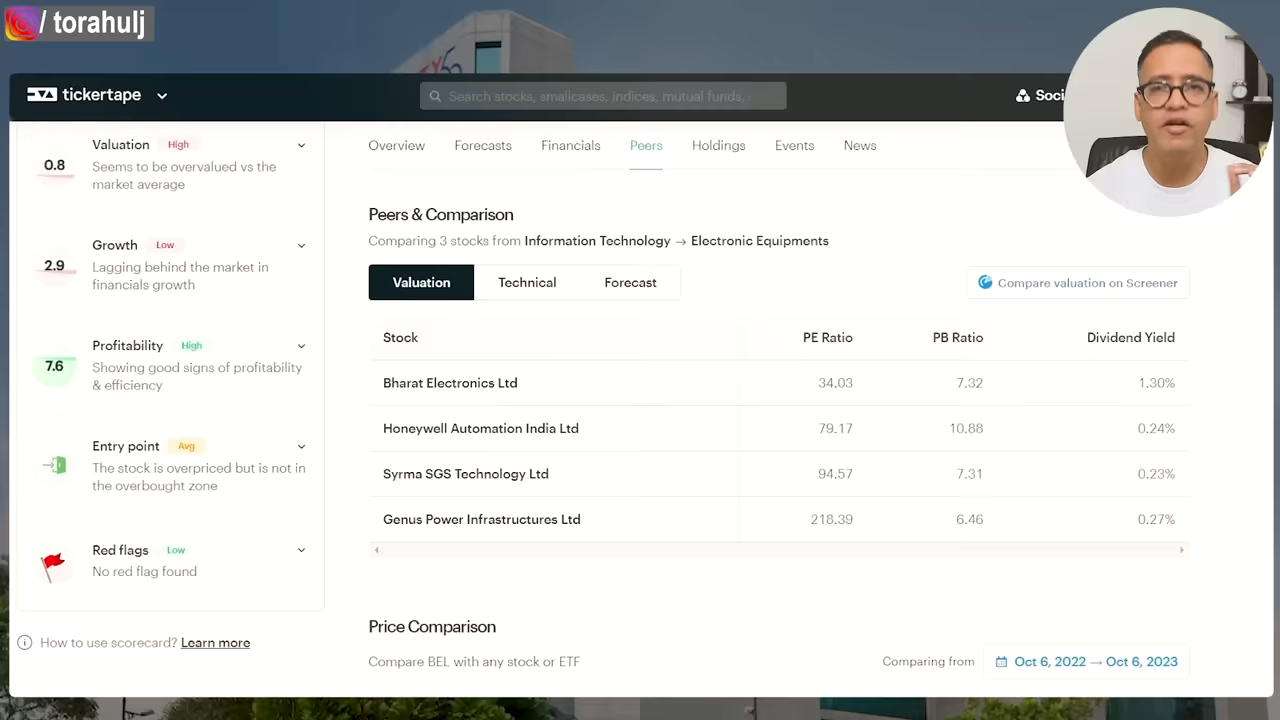 / torahulj
tickertape
Search stocks, smallcases, indices, mutual funds,
Soci
Valuation High
0.8
Seems to be overvalued vs the
market average
Growth Low
2.9
Lagging behind the market in
financials growth
Profitability High
7.6
Showing good signs of profitability
& efficiency
Entry point Avg
The stock is overpriced but is not in
the overbought zone
Red flags Low
No red flag found
How to use scorecard? Learn more
Overview Forecasts Financials Peers Holdings Events News
Peers & Comparison
Comparing 3 stocks from Information Technology → Electronic Equipments
Valuation Technical Forecast
Compare valuation on Screener
Stock PE Ratio PB Ratio Dividend Yield
Bharat Electronics Ltd 34.03 7.32 1.30%
Honeywell Automation India Ltd 79.17 10.88 0.24%
Syrma SGS Technology Ltd 94.57 7.31 0.23%
Genus Power Infrastructures Ltd 218.39 6.46 0.27%
Price Comparison
Compare BEL with any stock or ETF
Comparing from Oct 6, 2022 → Oct 6, 2023